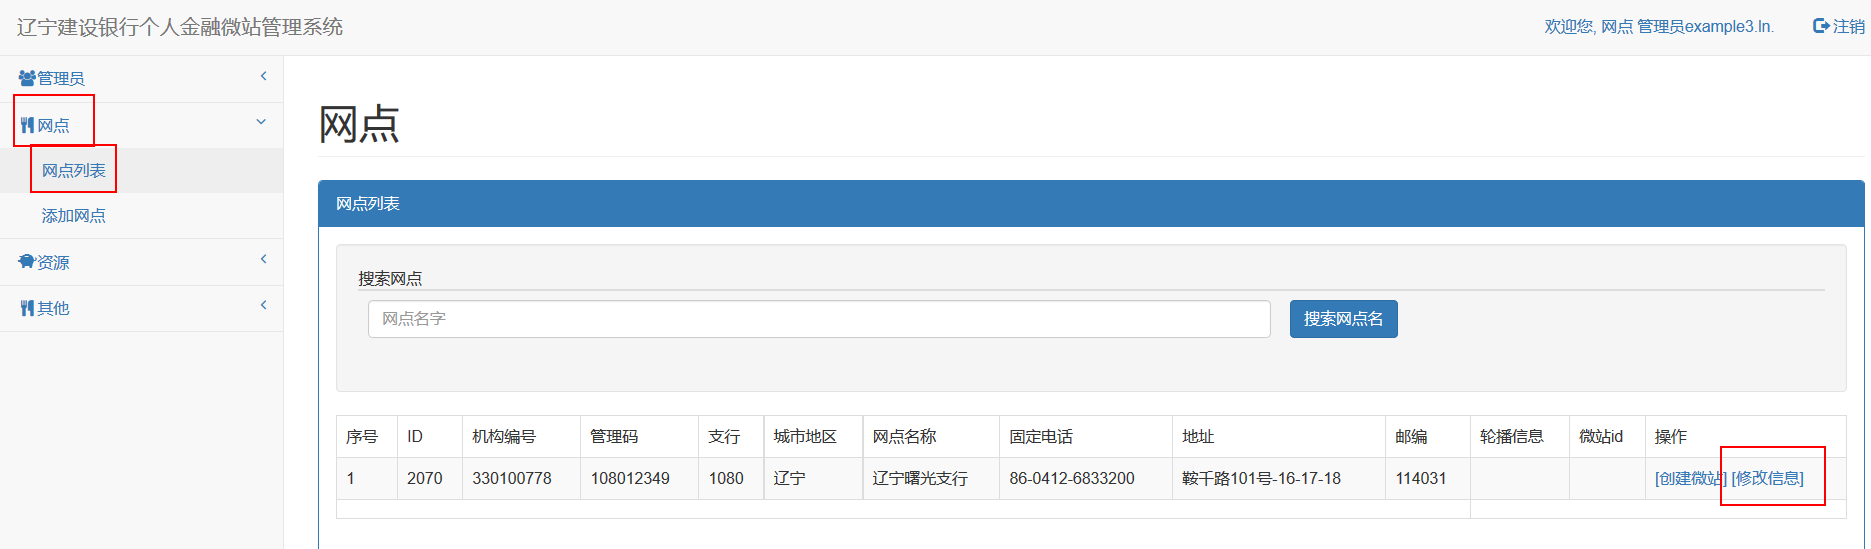 辽宁建设银行个人金融微站管理系统
欢迎您, 网点 管理员example3.ln.
注销
管理员
网点
网点列表
添加网点
资源
其他
网点
网点列表
搜索网点
网点名字
搜索网点名
序号 ID 机构编号 管理码 支行 城市地区 网点名称 固定电话 地址 邮编 轮播信息 微站id 操作
1 2070 330100778 108012349 1080 辽宁 辽宁曙光支行 86-0412-6833200 鞍千路101号-16-17-18 114031 [创建微站] [修改信息]